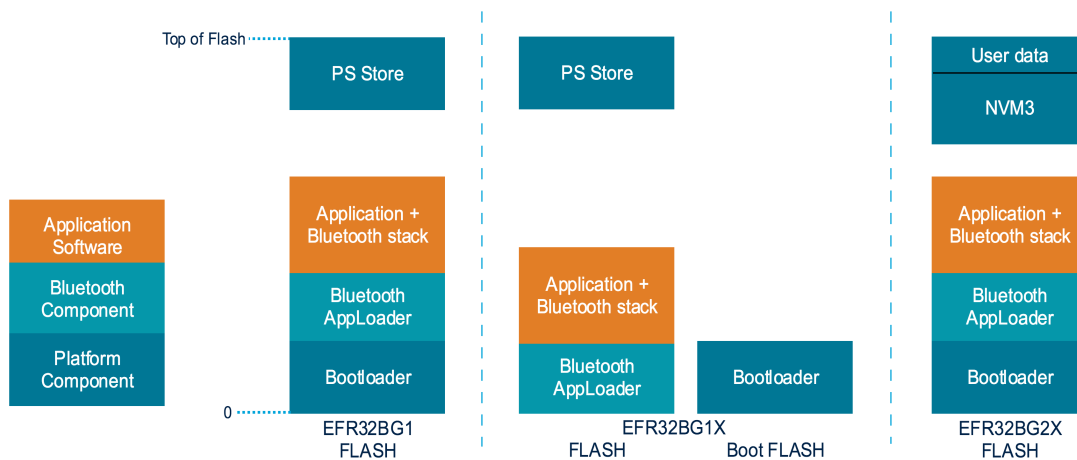 Top of Flash
PS Store
PS Store
User data
NVM3
Application
Software
Bluetooth
Component
Platform
Component
Application +
Bluetooth stack
Bluetooth
AppLoader
Bootloader
Application +
Bluetooth stack
Bluetooth
AppLoader
Bootloader
Application +
Bluetooth stack
Bluetooth
AppLoader
Bootloader
0
EFR32BG1
FLASH
EFR32BG1X
FLASH
Boot FLASH
EFR32BG2X
FLASH